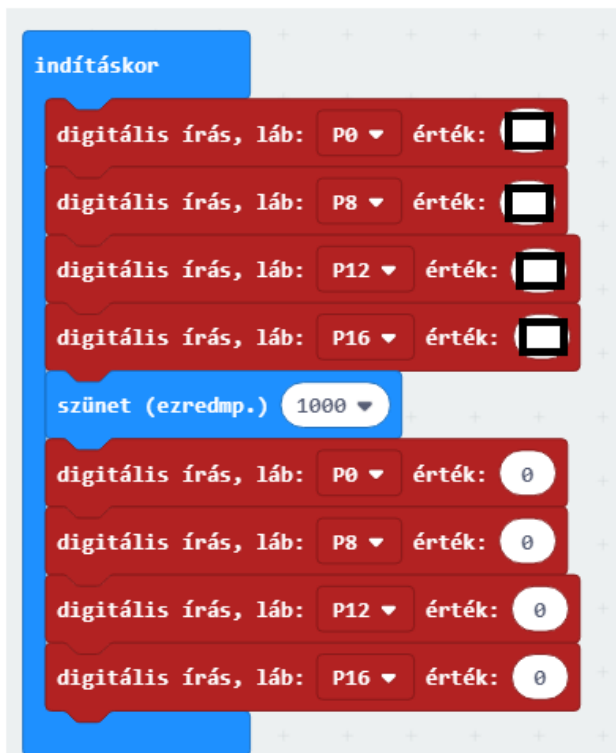 indításkor
digitális írás, láb: P0 érték:
digitális írás, láb: P8 érték:
digitális írás, láb: P12 érték:
digitális írás, láb: P16 érték:
szünet (ezredmp.) 1000
digitális írás, láb: P0 érték: 0
digitális írás, láb: P8 érték: 0
digitális írás, láb: P12 érték: 0
digitális írás, láb: P16 érték: 0